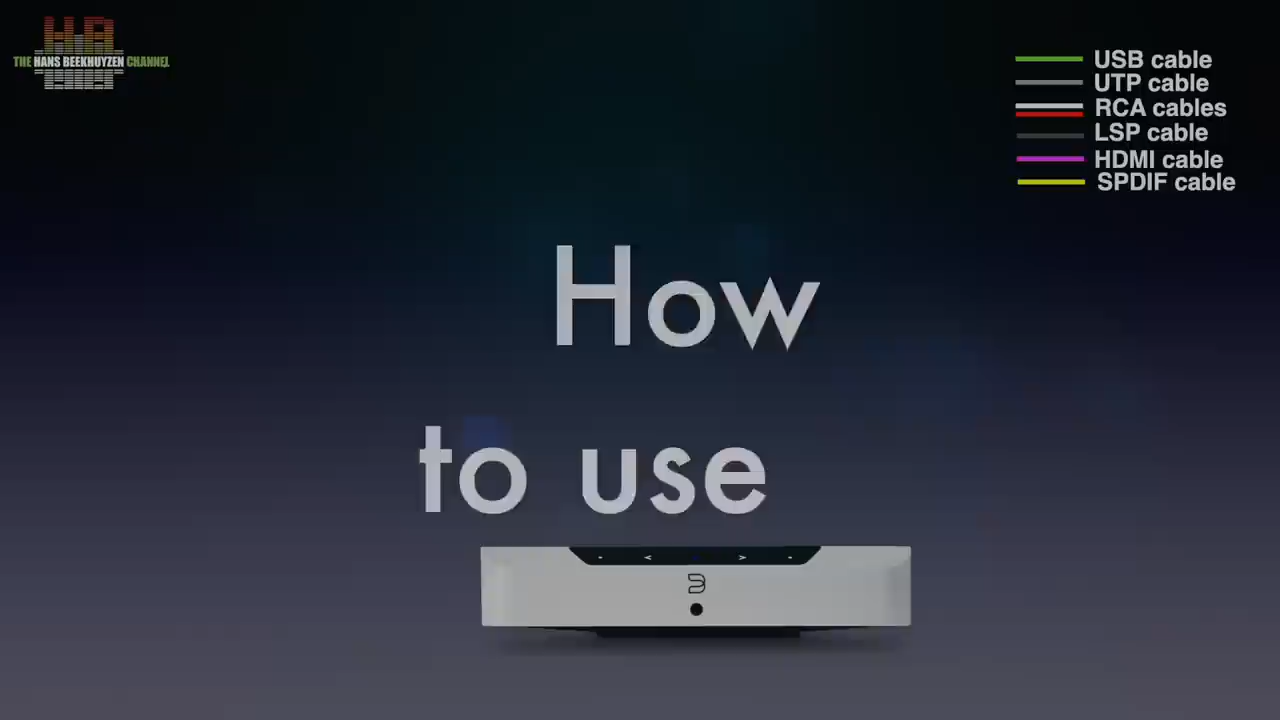 THE HANS BEEKHUYZEN CHANNEL
USB cable
UTP cable
RCA cables
LSP cable
HDMI cable
SPDIF cable
How
to use